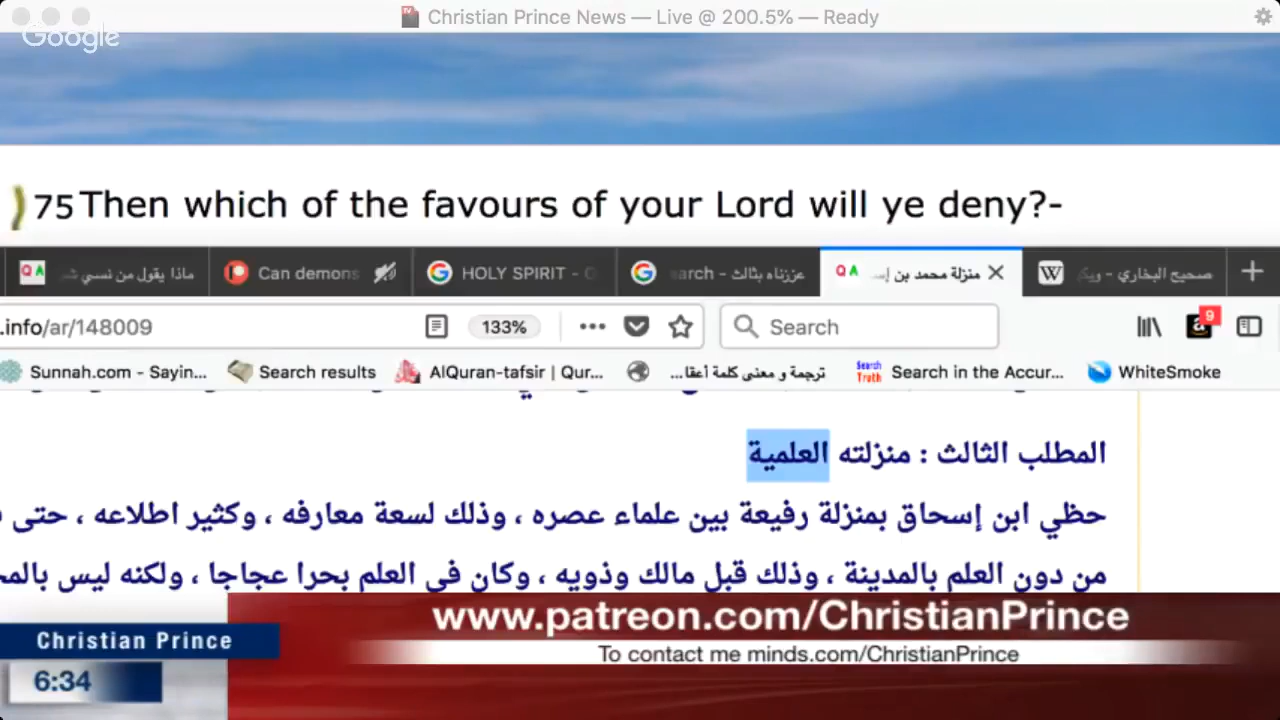 Christian Prince News — Live @ 200.5% — Ready
Google
75 Then which of the favours of your Lord will ye deny?-
ماذا يقول من نسي
Can demons
HOLY SPIRIT -
عززناه بثالث -
منزلة محمد بن
صحيح البخاري - ويك
.info/ar/148009
133%
Search
9
Sunnah.com - Sayin...
Search results
AlQuran-tafsir | Qur...
ترجمة و معنى كلمة أعقا...
Search Truth
Search in the Accur...
WhiteSmoke
المطلب الثالث : منزلته العلمية
حظي ابن إسحاق بمنزلة رفيعة بين علماء عصره ، وذلك لسعة معارفه ، وكثير اطلاعه ، حتى
من دون العلم بالمدينة ، وذلك قبل مالك وذويه ، وكان في العلم بحرا عجاجا ، ولكنه ليس
www.patreon.com/ChristianPrince
To contact me minds.com/ChristianPrince
Christian Prince
6:34